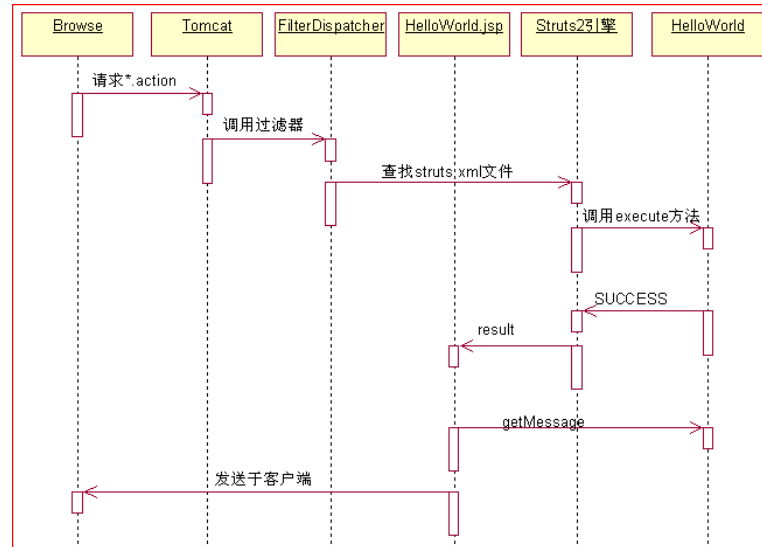 Browse
Tomcat
FilterDispatcher
HelloWorld.jsp
Struts2引擎
HelloWorld
请求*.action
调用过滤器
查找struts.xml文件
调用execute方法
SUCCESS
result
getMessage
发送于客户端